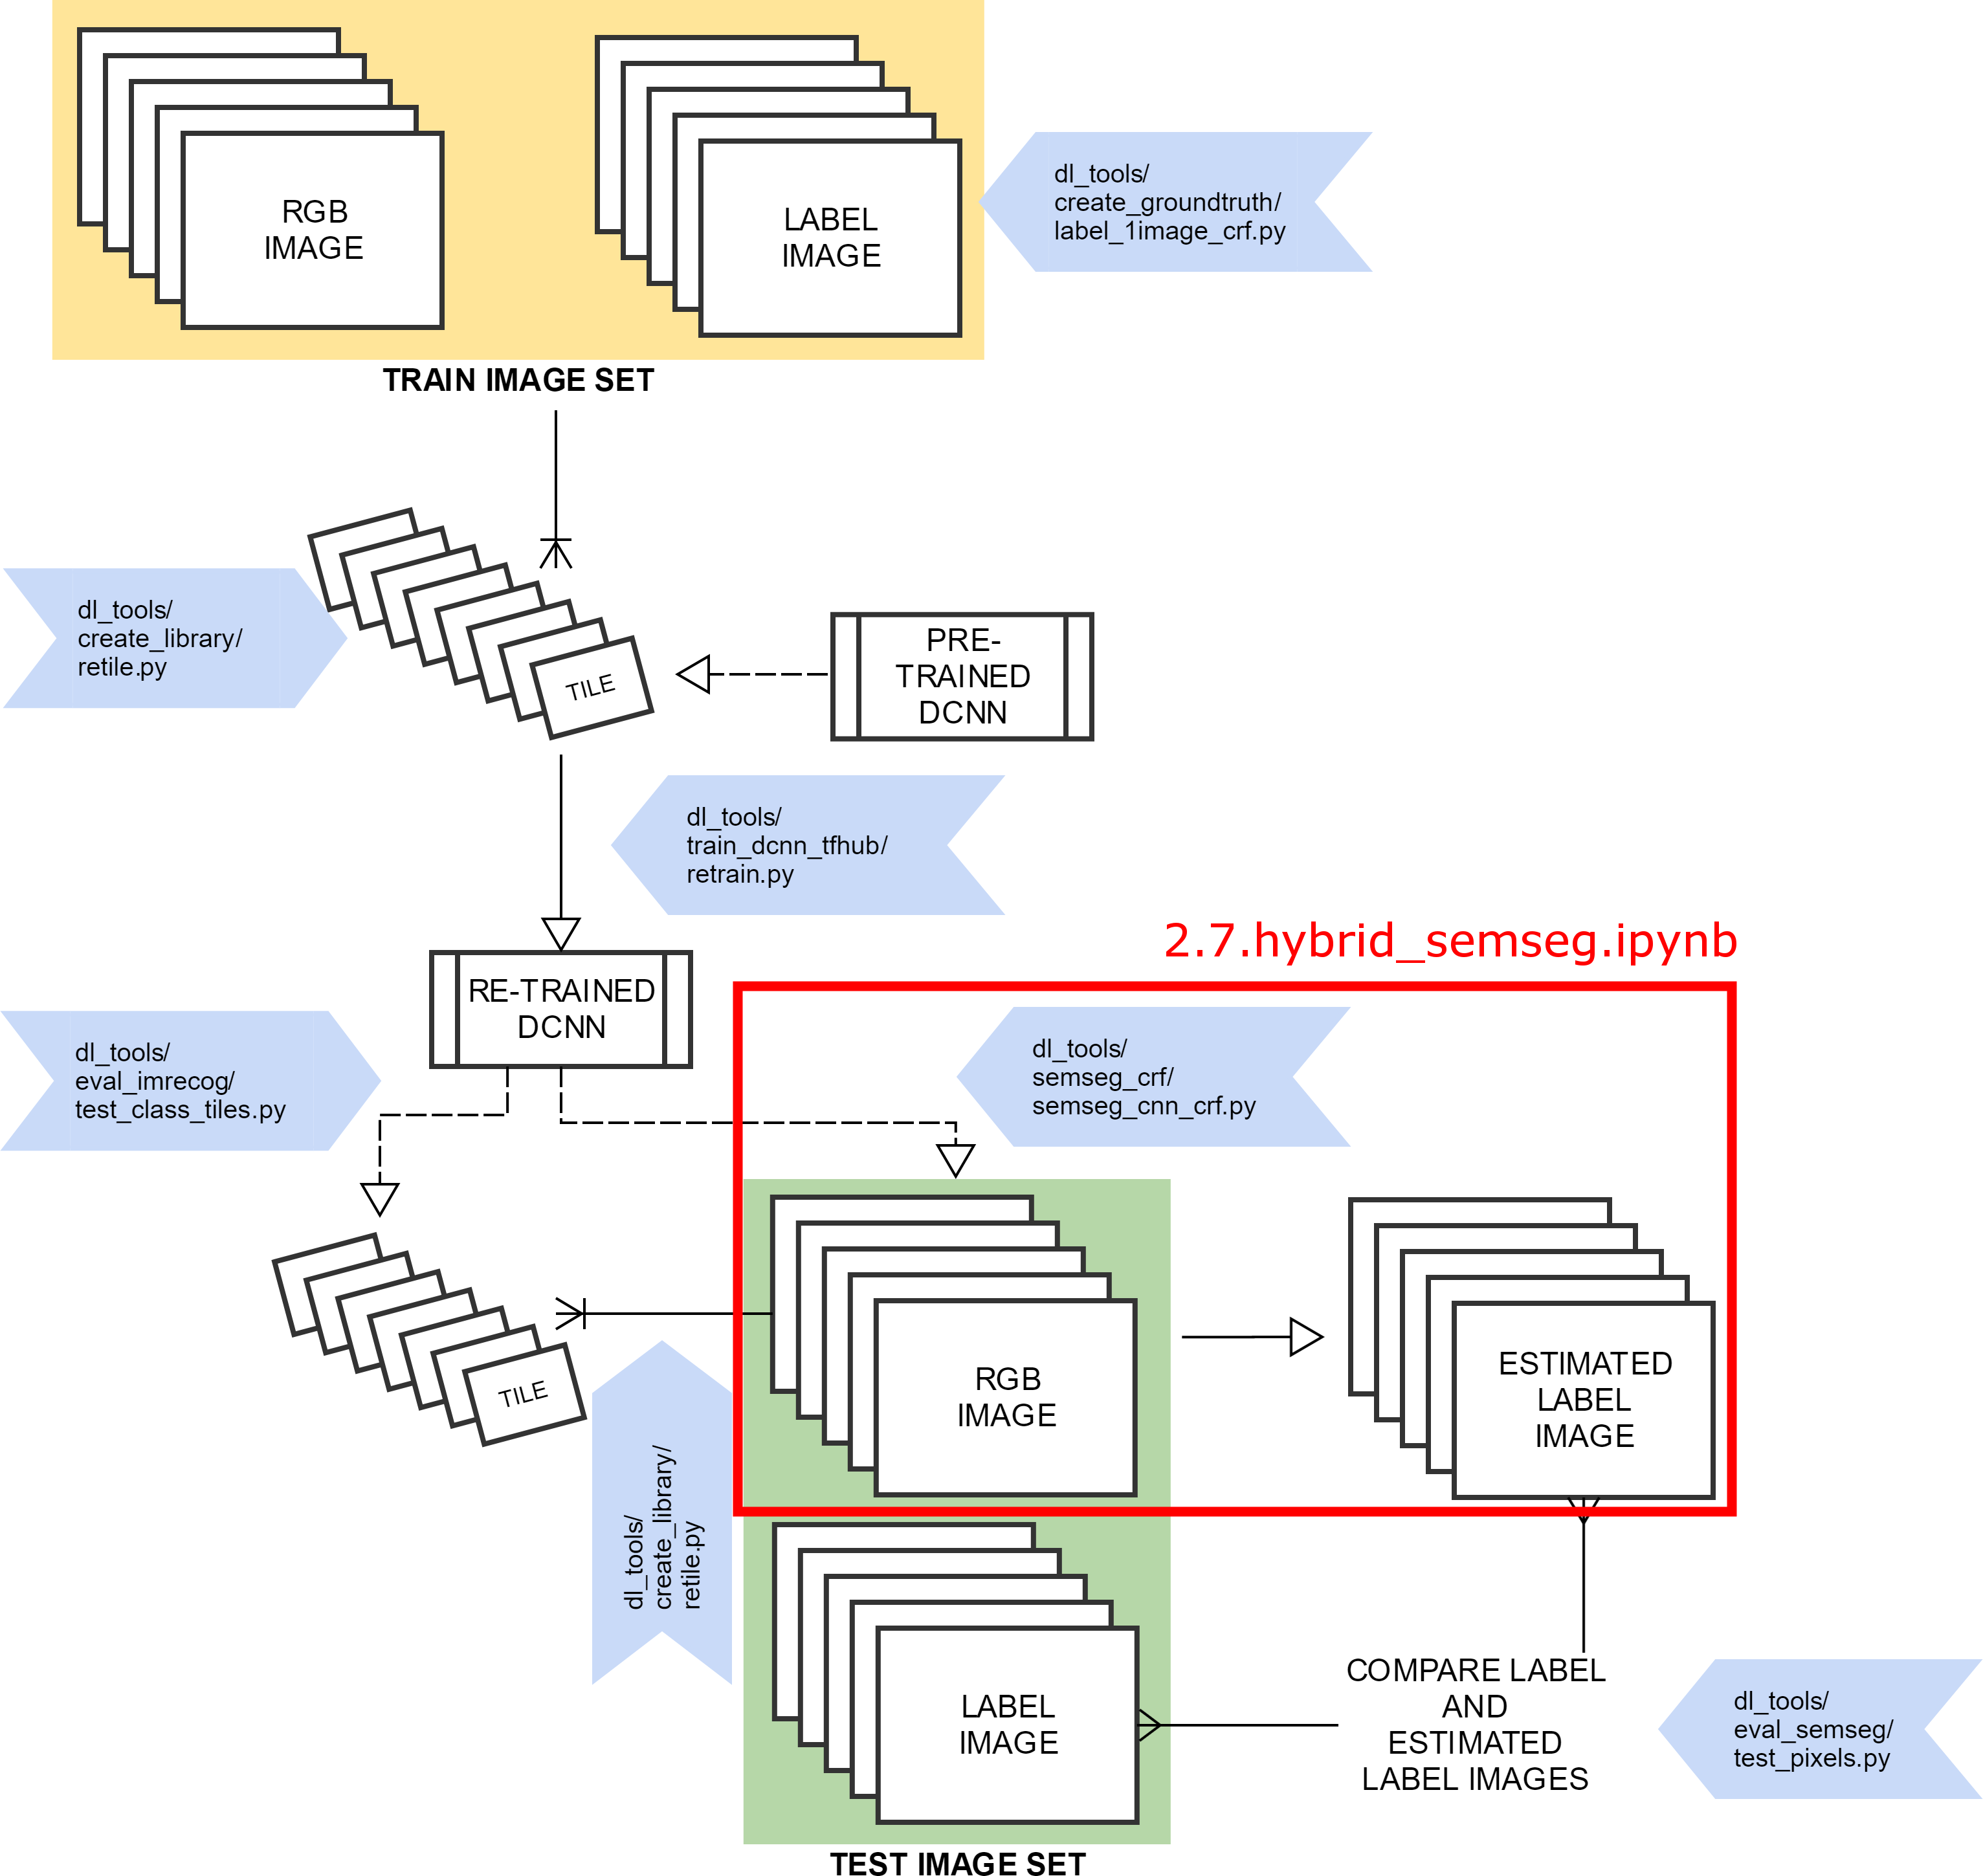 RGB
IMAGE
LABEL
IMAGE
dl_tools/
create_groundtruth/
label_1image_crf.py
TRAIN IMAGE SET
dl_tools/
create_library/
retile.py
TILE
PRE-
TRAINED
DCNN
dl_tools/
train_dcnn_tfhub/
retrain.py
2.7.hybrid_semseg.ipynb
RE-TRAINED
DCNN
dl_tools/
eval_imrecog/
test_class_tiles.py
dl_tools/
semseg_crf/
semseg_cnn_crf.py
TILE
RGB
IMAGE
ESTIMATED
LABEL
IMAGE
dl_tools/
create_library/
retile.py
LABEL
IMAGE
COMPARE LABEL
AND
ESTIMATED
LABEL IMAGES
dl_tools/
eval_semseg/
test_pixels.py
TEST IMAGE SET